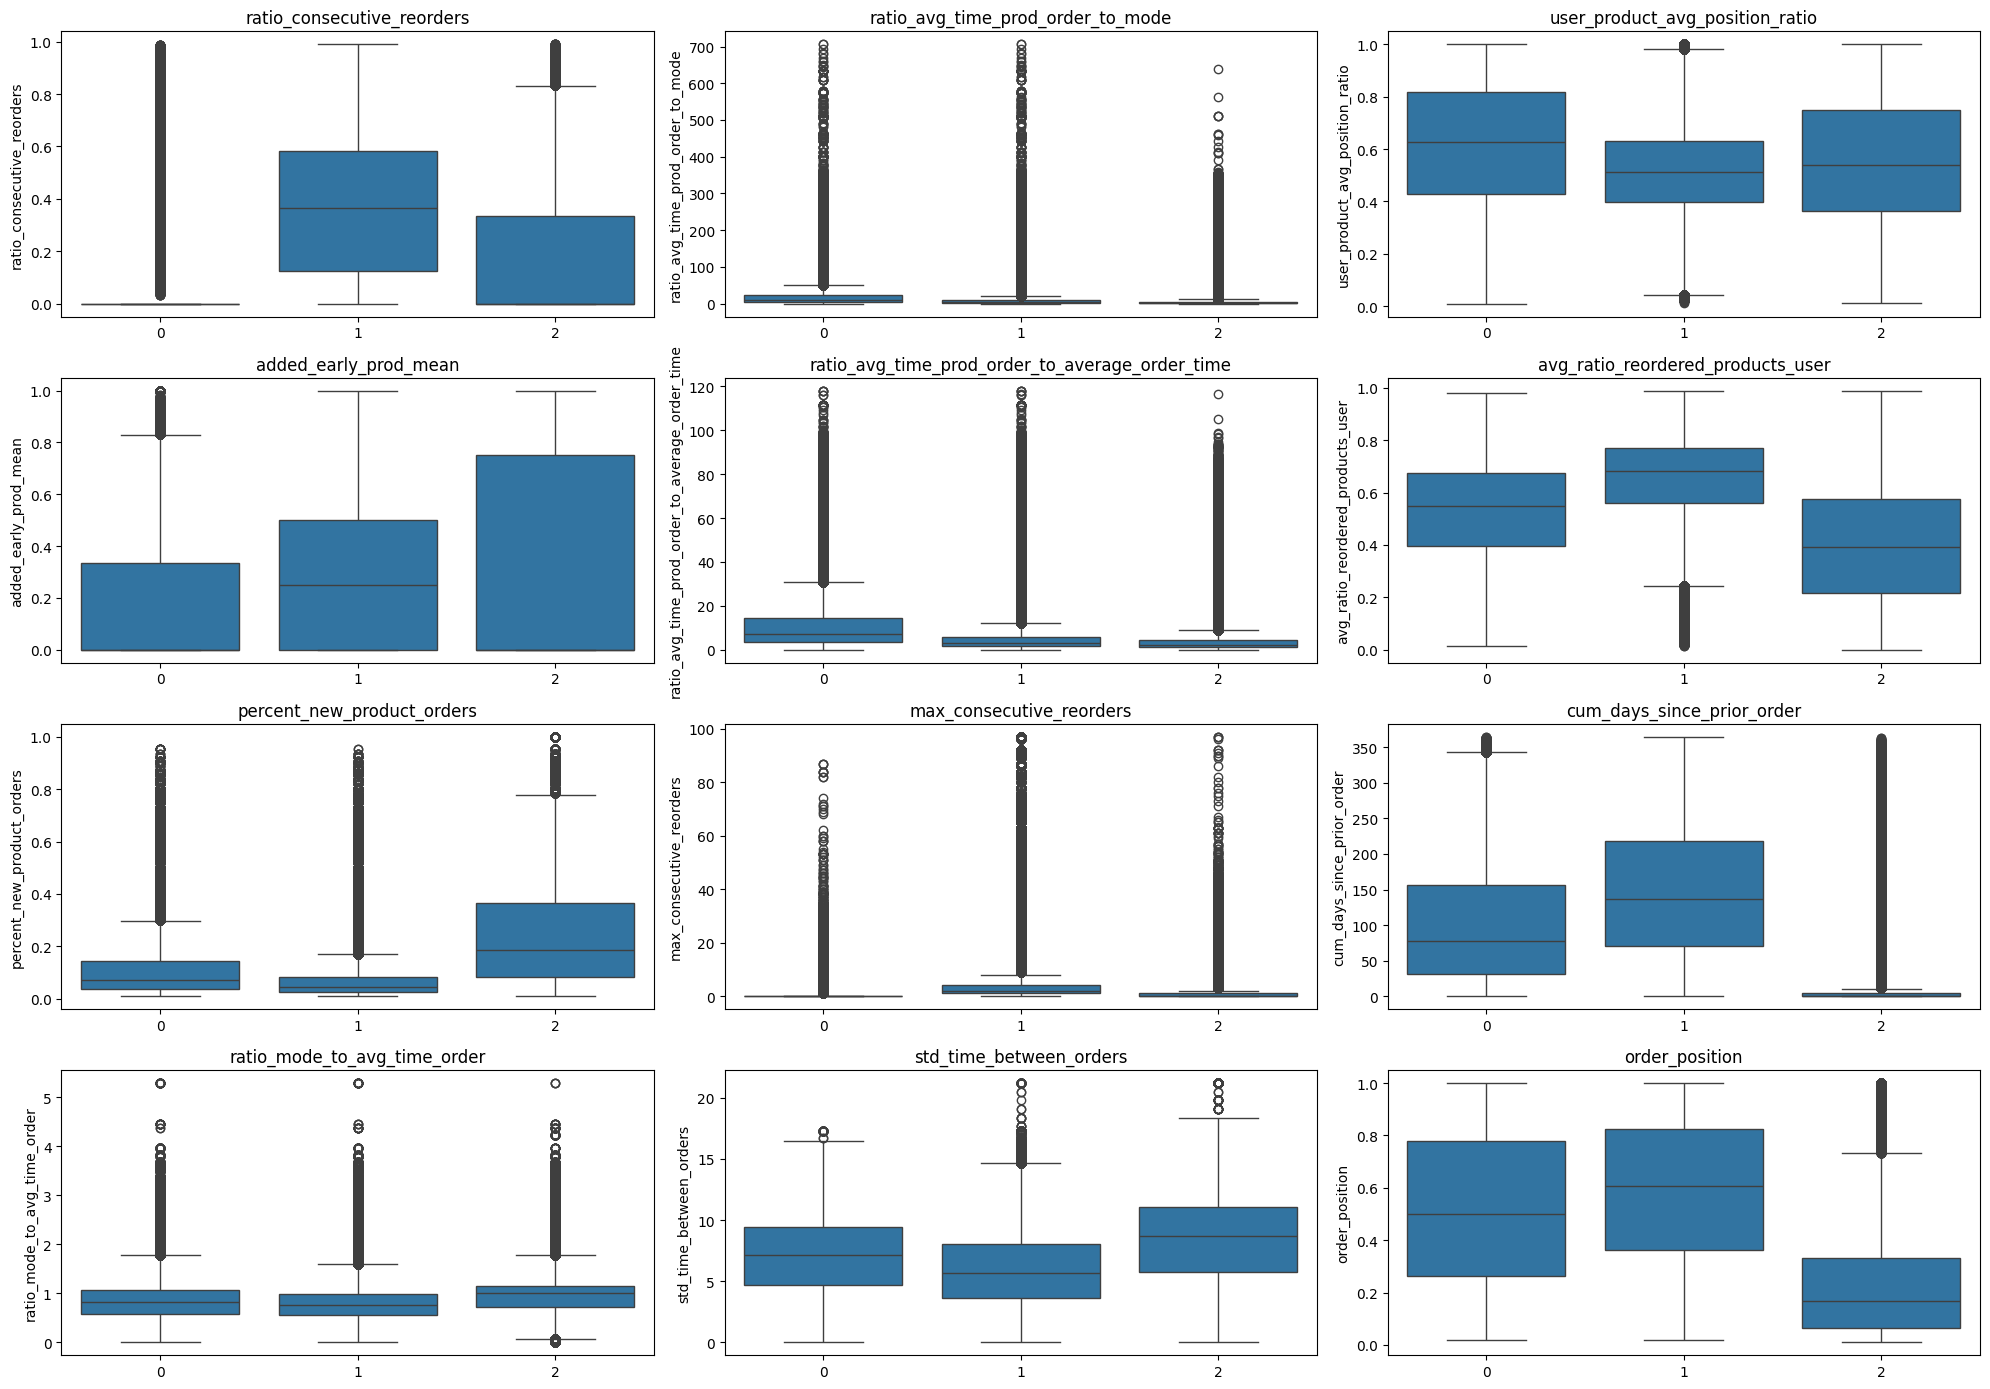 ratio_consecutive_reorders
ratio_consecutive_reorders
1.0
0.8
0.6
0.4
0.2
0.0
0 1 2
ratio_avg_time_prod_order_to_mode
ratio_avg_time_prod_order_to_mode
700
600
500
400
300
200
100
0
0 1 2
user_product_avg_position_ratio
user_product_avg_position_ratio
1.0
0.8
0.6
0.4
0.2
0.0
0 1 2
added_early_prod_mean
added_early_prod_mean
1.0
0.8
0.6
0.4
0.2
0.0
0 1 2
ratio_avg_time_prod_order_to_average_order_time
ratio_avg_time_prod_order_to_average_order_time
120
100
80
60
40
20
0
0 1 2
avg_ratio_reordered_products_user
avg_ratio_reordered_products_user
1.0
0.8
0.6
0.4
0.2
0.0
0 1 2
percent_new_product_orders
percent_new_product_orders
1.0
0.8
0.6
0.4
0.2
0.0
0 1 2
max_consecutive_reorders
max_consecutive_reorders
100
80
60
40
20
0
0 1 2
cum_days_since_prior_order
cum_days_since_prior_order
350
300
250
200
150
100
50
0
0 1 2
ratio_mode_to_avg_time_order
ratio_mode_to_avg_time_order
5
4
3
2
1
0
0 1 2
std_time_between_orders
std_time_between_orders
20
15
10
5
0
0 1 2
order_position
order_position
1.0
0.8
0.6
0.4
0.2
0.0
0 1 2